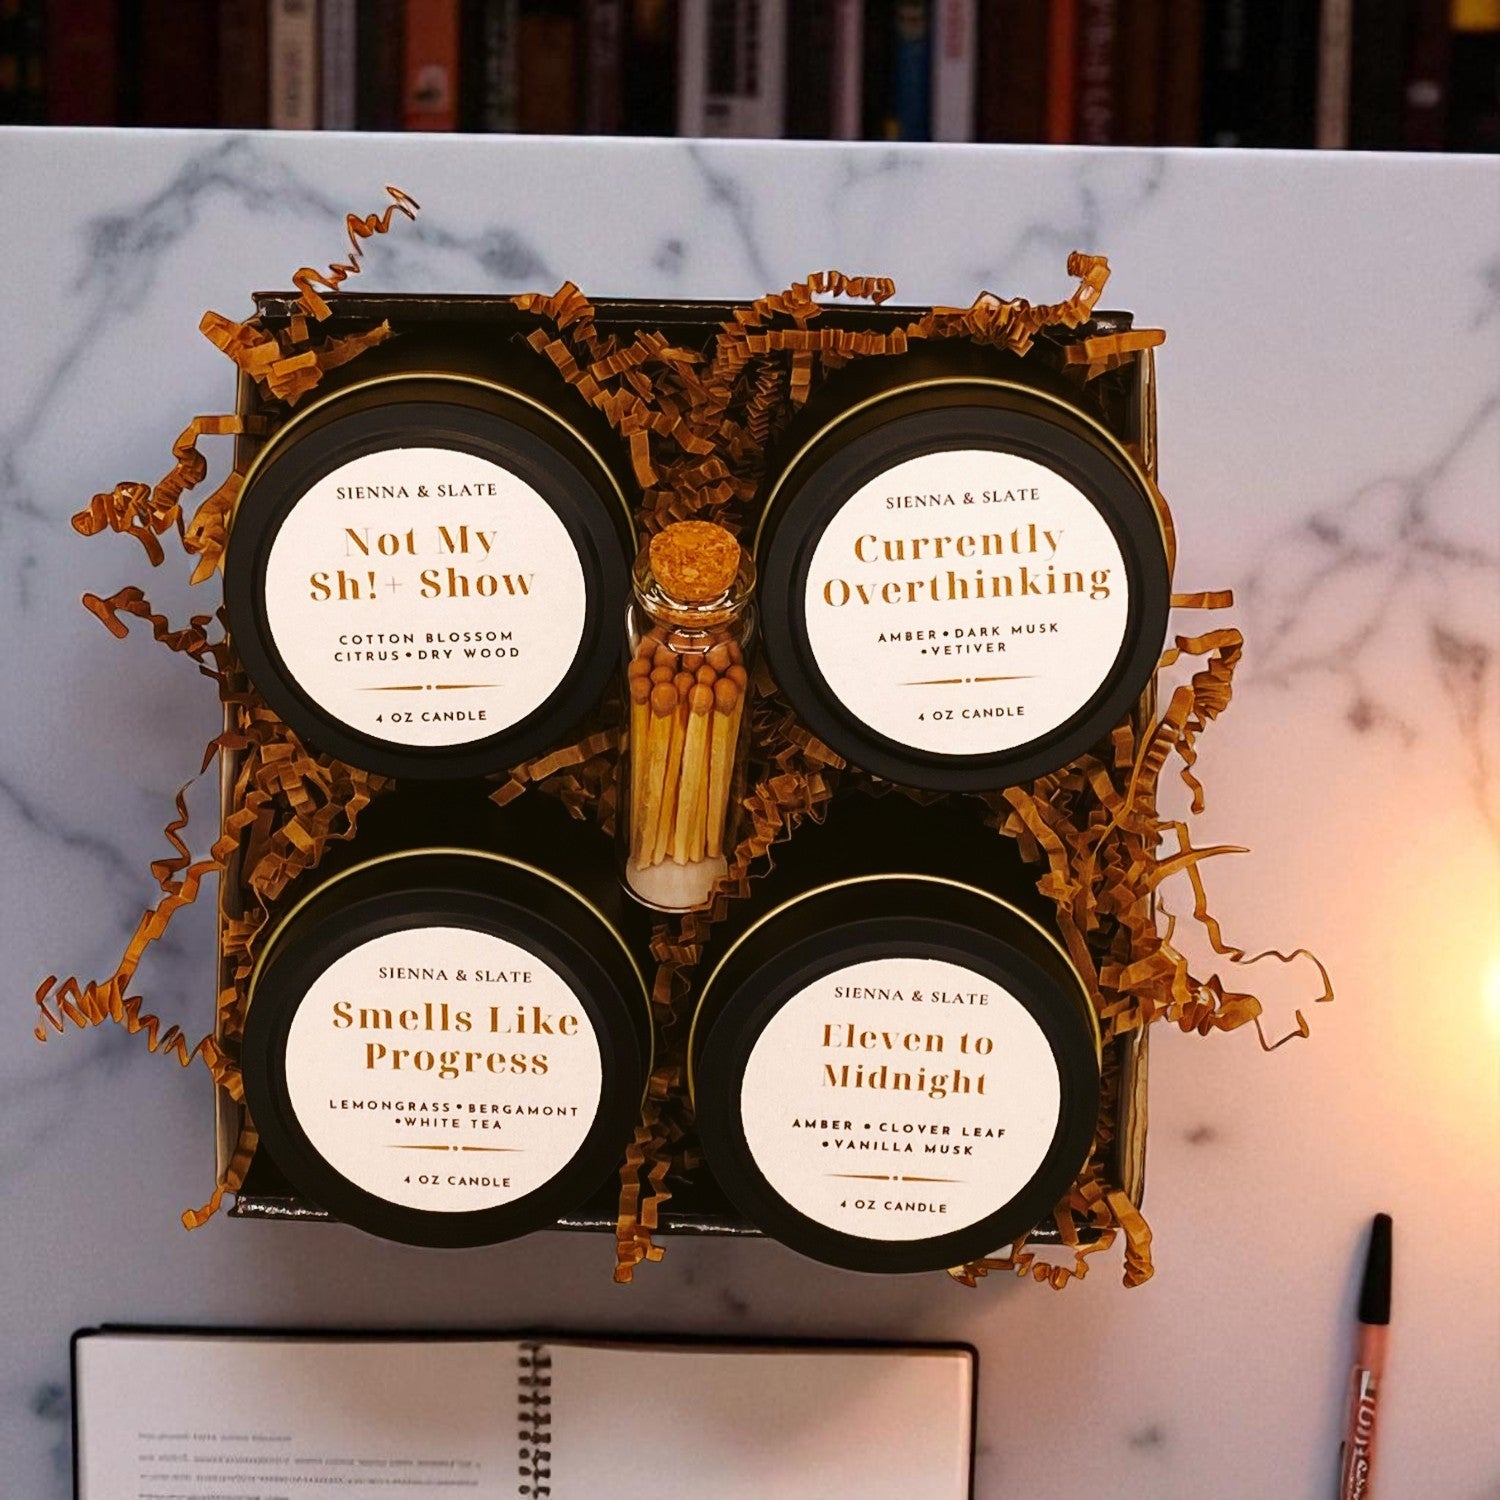 SIENNA & SLATE
Not My
Sh!+ Show
COTTON BLOSSOM
CITRUS•DRY WOOD
4 OZ CANDLE
SIENNA & SLATE
Currently
Overthinking
AMBER•DARK MUSK
•VETIVER
4 OZ CANDLE
SIENNA & SLATE
Smells Like
Progress
LEMONGRASS•BERGAMONT
•WHITE TEA
4 OZ CANDLE
SIENNA & SLATE
Eleven to
Midnight
AMBER • CLOVER LEAF
•VANILLA MUSK
4 OZ CANDLE